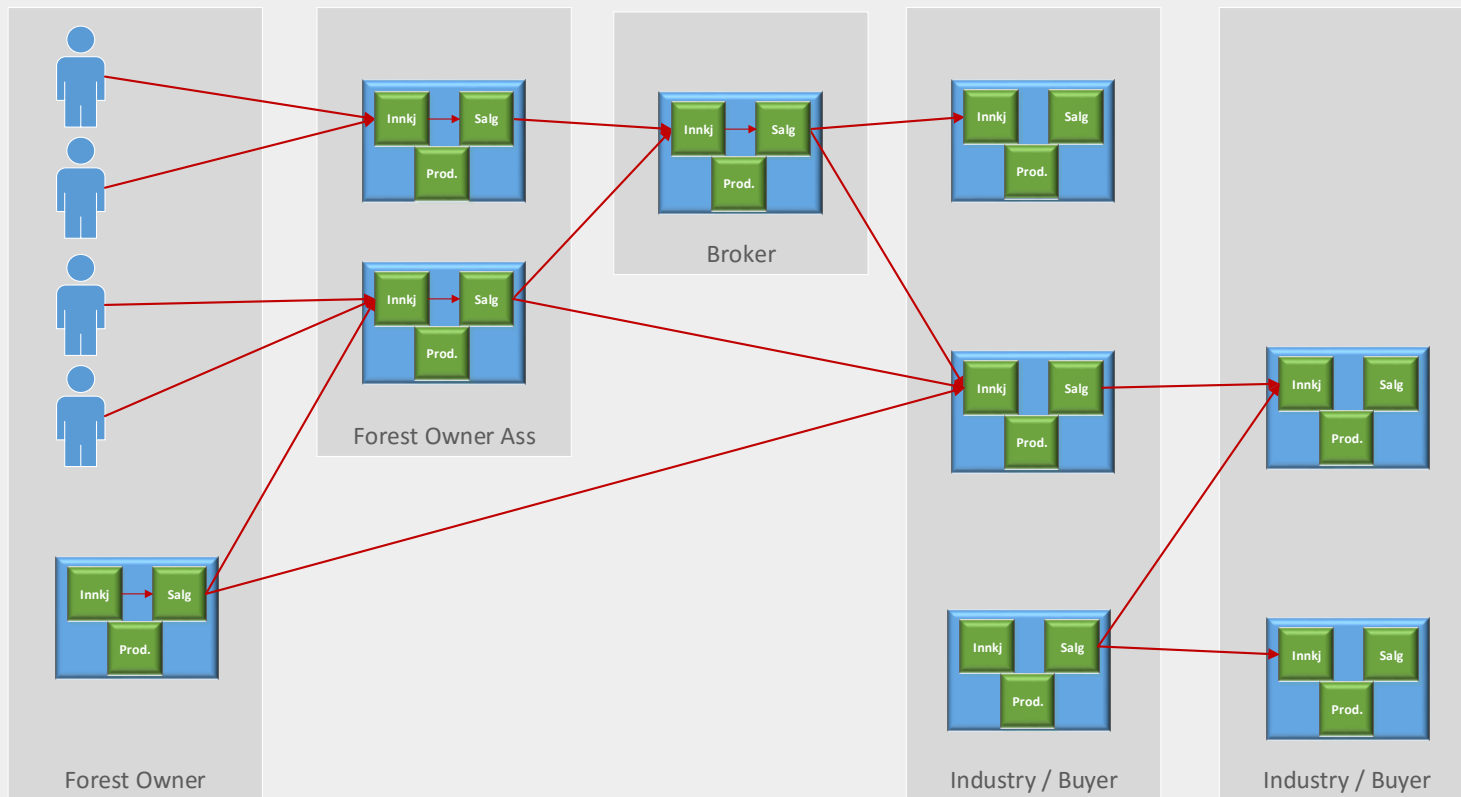 Innkj Salg
Prod.
Innkj Salg
Prod.
Forest Owner Ass
Innkj Salg
Prod.
Broker
Innkj Salg
Prod.
Innkj Salg
Prod.
Innkj Salg
Prod.
Innkj Salg
Prod.
Innkj Salg
Prod.
Innkj Salg
Prod.
Forest Owner
Industry / Buyer
Industry / Buyer